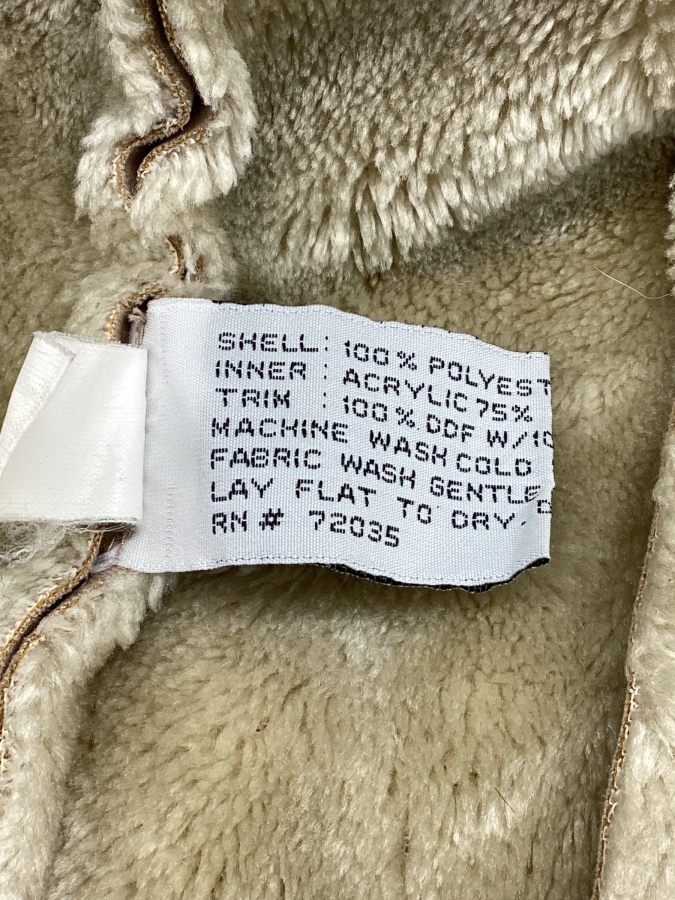 SHELL: 100% POLYEST
INNER : ACRYLIC 75%
TRIM : 100% DDF W/10
MACHINE WASH COLD
FABRIC WASH GENTLE
LAY FLAT TO DRY.
RN # 72035